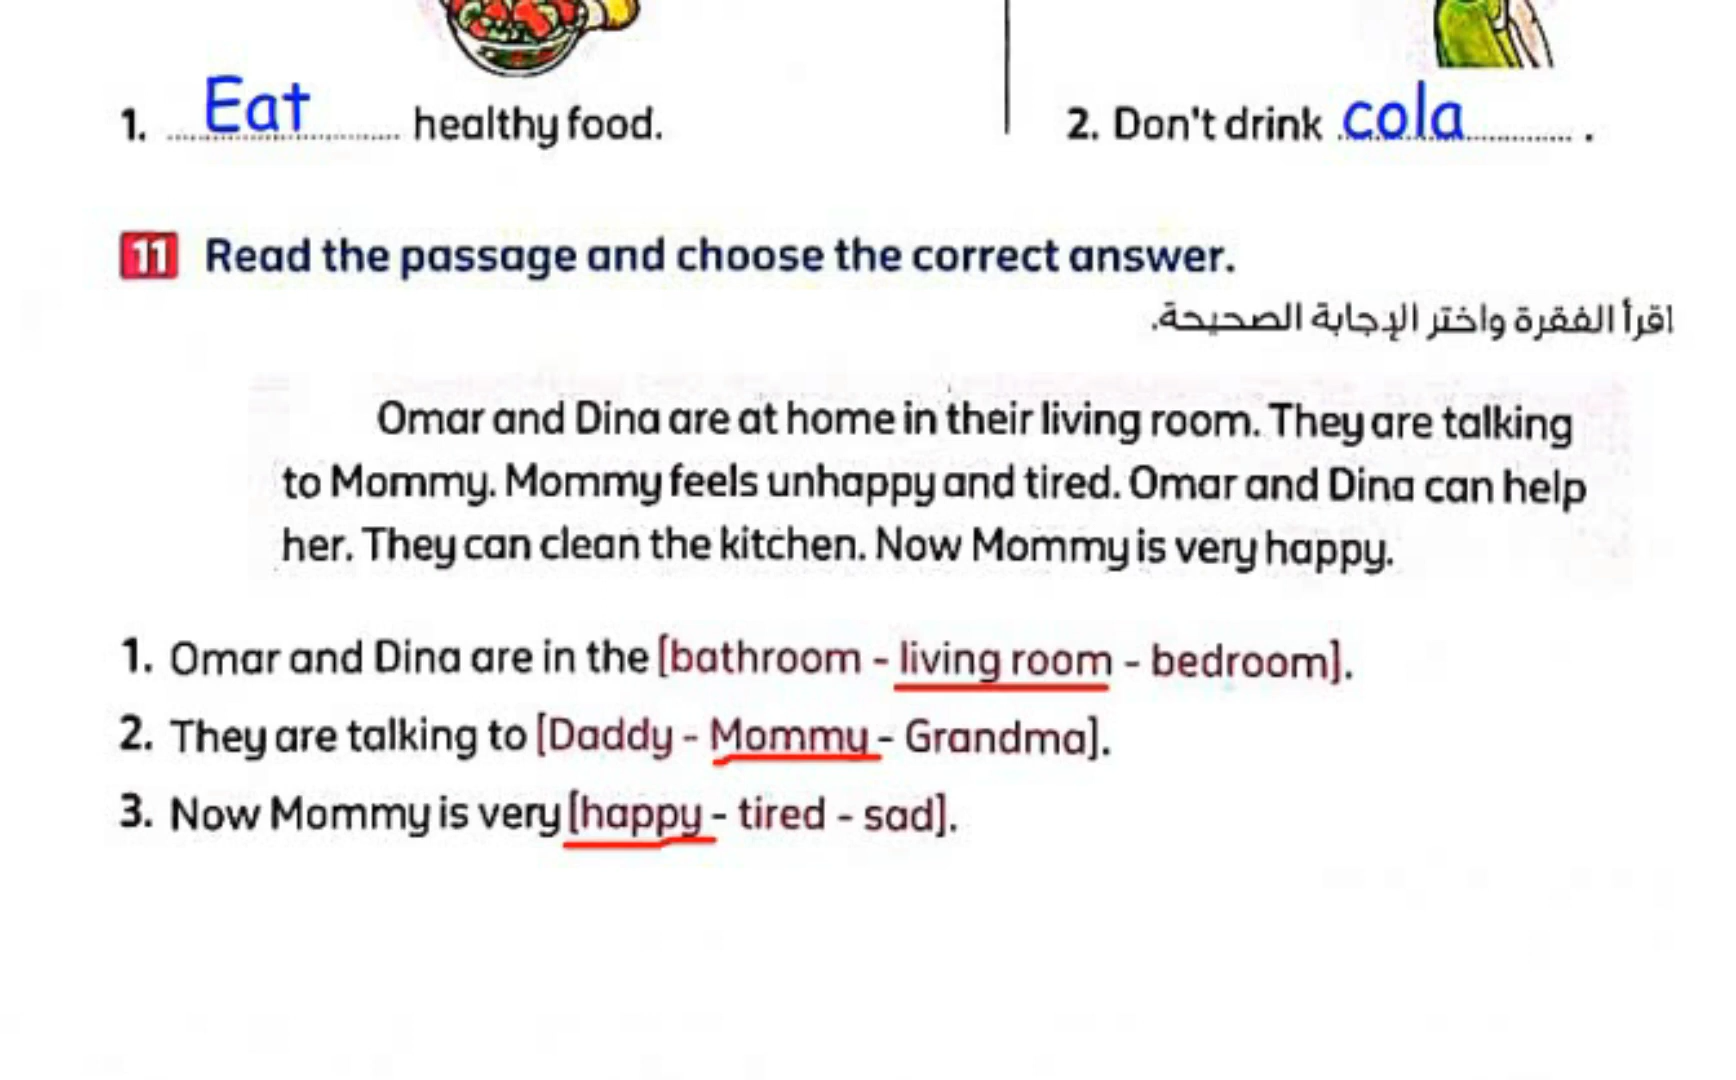 1. Eat healthy food.
2. Don't drink cola .
11 Read the passage and choose the correct answer.
اقرأ الفقرة واختر الإجابة الصحيحة.
Omar and Dina are at home in their living room. They are talking
to Mommy. Mommy feels unhappy and tired. Omar and Dina can help
her. They can clean the kitchen. Now Mommy is very happy.
1. Omar and Dina are in the [bathroom - living room - bedroom].
2. They are talking to [Daddy - Mommy - Grandma].
3. Now Mommy is very [happy - tired - sad].